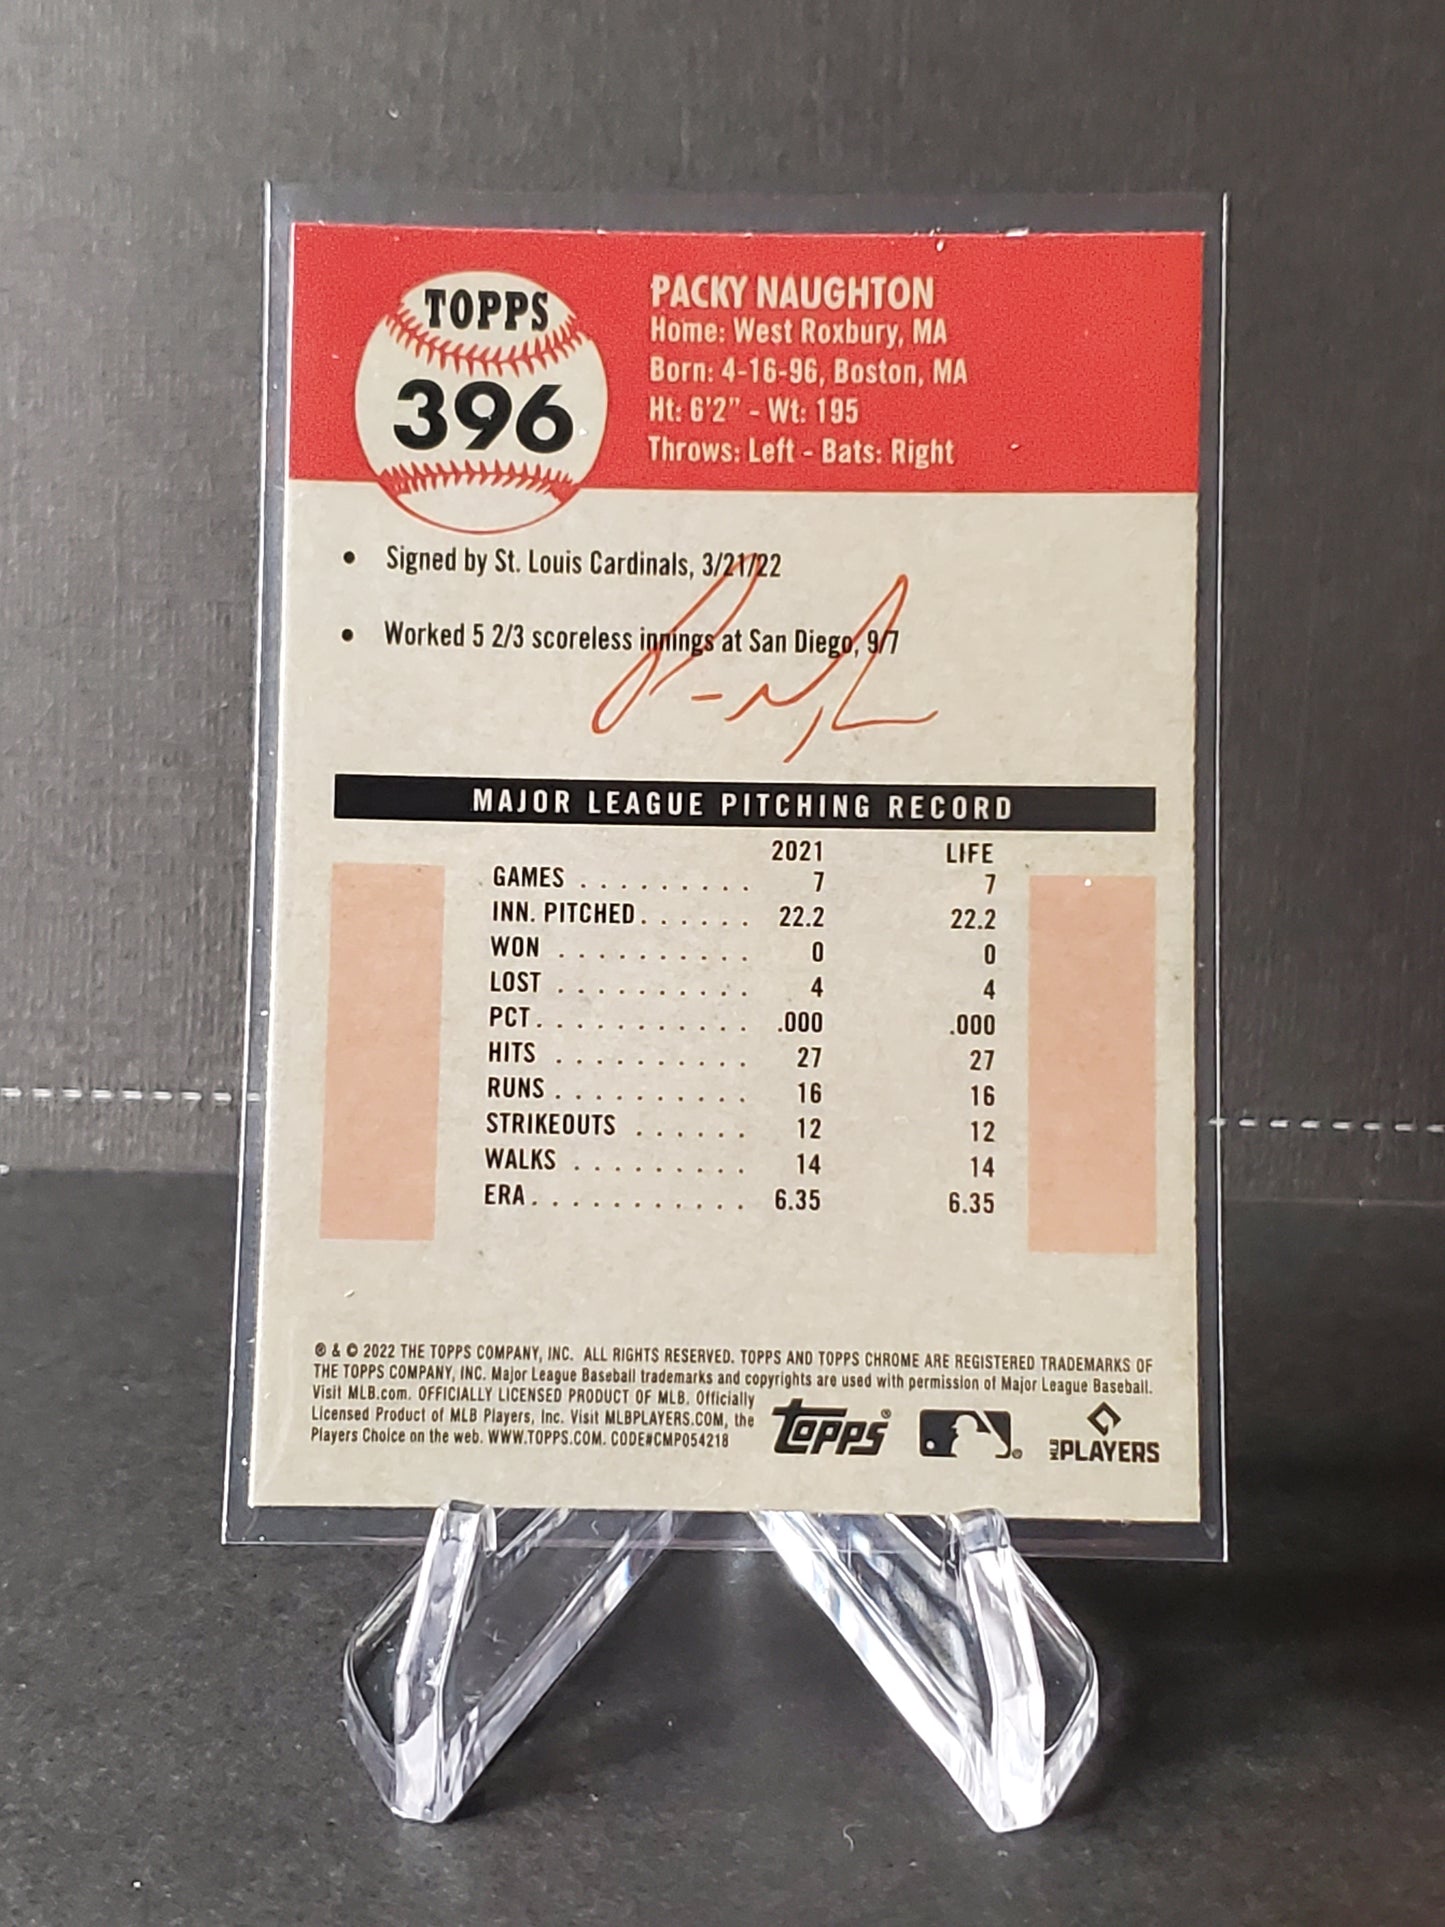 TOPPS
396
PACKY NAUGHTON
Home: West Roxbury, MA
Born: 4-16-96, Boston, MA
Ht: 6'2" - Wt: 195
Throws: Left - Bats: Right
• Signed by St. Louis Cardinals, 3/21/22
• Worked 5 2/3 scoreless innings at San Diego, 9/7
MAJOR LEAGUE PITCHING RECORD
2021 LIFE
GAMES . . . . . . . . . 7 7
INN. PITCHED . . . . . . 22.2 22.2
WON . . . . . . . . . . 0 0
LOST . . . . . . . . . . 4 4
PCT. . . . . . . . . . . .000 .000
HITS . . . . . . . . . . 27 27
RUNS . . . . . . . . . . 16 16
STRIKEOUTS . . . . . . 12 12
WALKS . . . . . . . . . 14 14
ERA . . . . . . . . . . . 6.35 6.35
® & © 2022 THE TOPPS COMPANY, INC. ALL RIGHTS RESERVED. TOPPS AND TOPPS CHROME ARE REGISTERED TRADEMARKS OF
THE TOPPS COMPANY, INC. Major League Baseball trademarks and copyrights are used with permission of Major League Baseball.
Visit MLB.com. OFFICIALLY LICENSED PRODUCT OF MLB. Officially
Licensed Product of MLB Players, Inc. Visit MLBPLAYERS.COM, the
Players Choice on the web. WWW.TOPPS.COM. CODE#CMP054218
TOPPS®
MLB PLAYERS